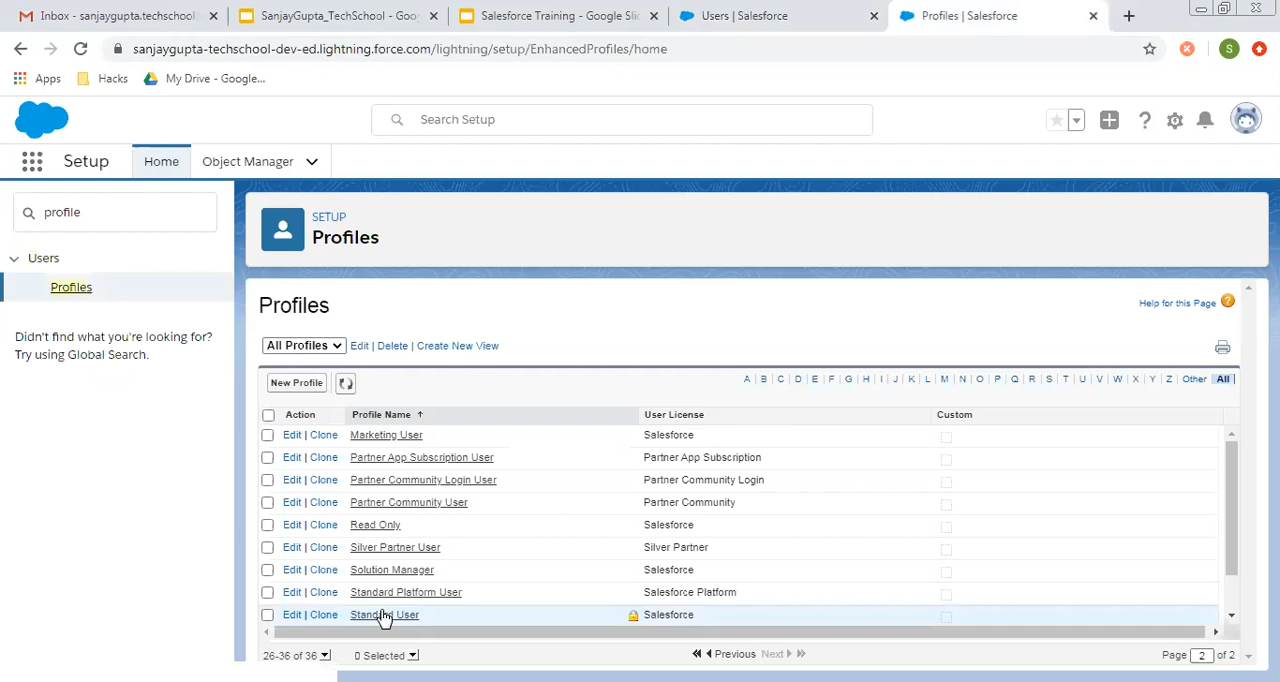 Inbox - sanjaygupta.techschool
SanjayGupta_TechSchool - Goo
Salesforce Training - Google Slid
Users | Salesforce
Profiles | Salesforce
sanjaygupta-techschool-dev-ed.lightning.force.com/lightning/setup/EnhancedProfiles/home
S
Apps
Hacks
My Drive - Google...
Search Setup
Setup
Home
Object Manager
profile
Users
Profiles
Didn't find what you're looking for?
Try using Global Search.
SETUP
Profiles
Profiles
Help for this Page ?
All Profiles
Edit | Delete | Create New View
New Profile
A | B | C | D | E | F | G | H | I | J | K | L | M | N | O | P | Q | R | S | T | U | V | W | X | Y | Z | Other | All
Action Profile Name ↑ User License Custom
Edit | Clone Marketing User Salesforce
Edit | Clone Partner App Subscription User Partner App Subscription
Edit | Clone Partner Community Login User Partner Community Login
Edit | Clone Partner Community User Partner Community
Edit | Clone Read Only Salesforce
Edit | Clone Silver Partner User Silver Partner
Edit | Clone Solution Manager Salesforce
Edit | Clone Standard Platform User Salesforce Platform
Edit | Clone Standard User Salesforce
26-36 of 36
0 Selected
Previous Next
Page 2 of 2